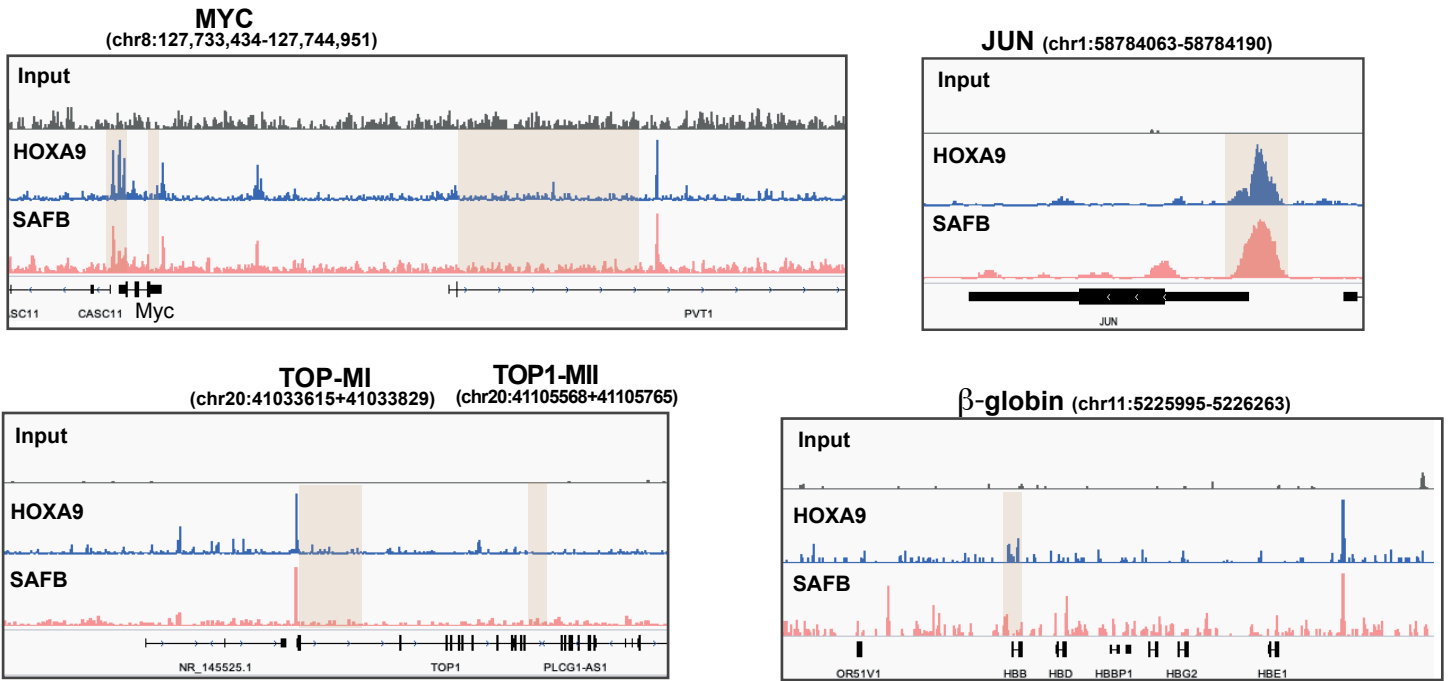 MYC
(chr8:127,733,434-127,744,951)
Input
HOXA9
SAFB
.SC11 CASC11 Myc PVT1
JUN (chr1:58784063-58784190)
Input
HOXA9
SAFB
JUN
TOP-MI
(chr20:41033615+41033829)
TOP1-MII
(chr20:41105568+41105765)
Input
HOXA9
SAFB
NR_145525.1 TOP1 PLCG1-AS1
β-globin (chr11:5225995-5226263)
Input
HOXA9
SAFB
OR51V1 HBB HBD HBBP1 HBG2 HBE1